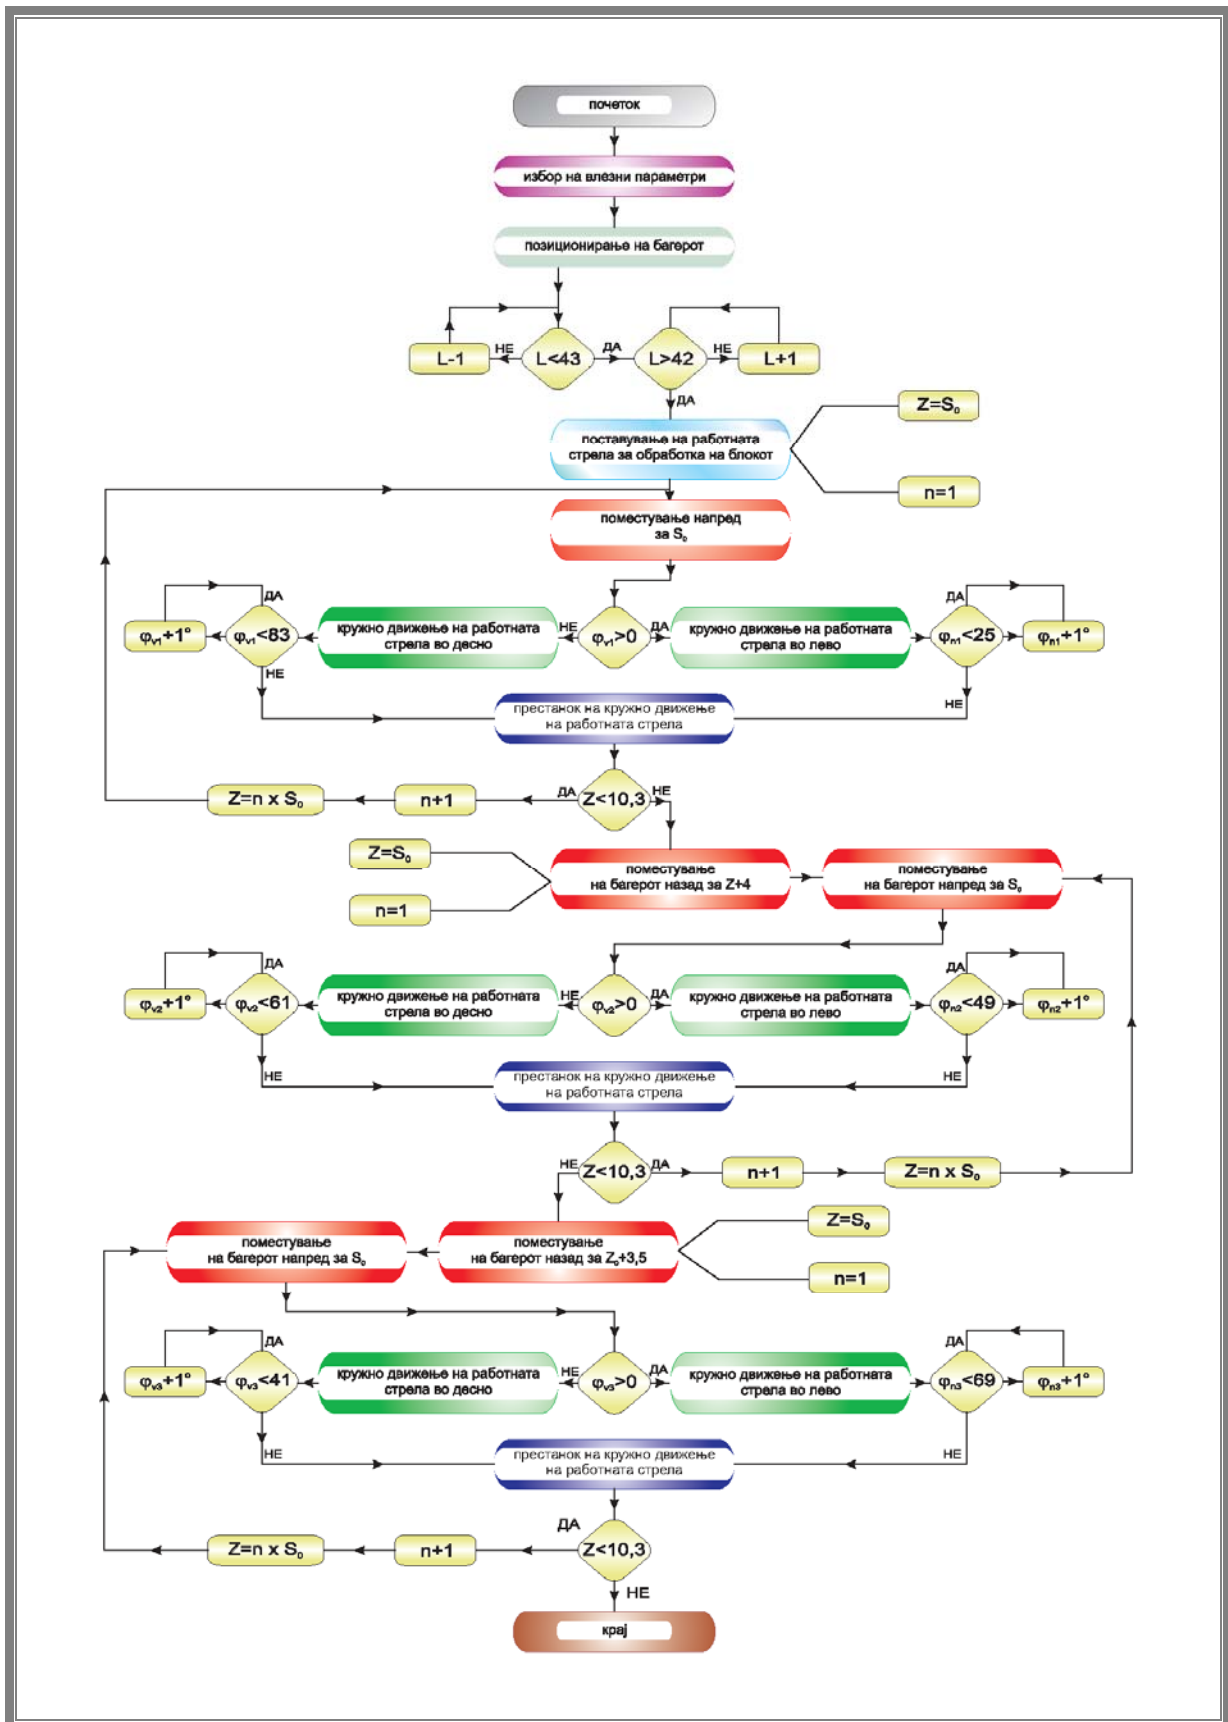 почеток
избор на влезни параметри
позиционирање на багерот
L-1
НЕ
L<43
ДА
L>42
НЕ
L+1
ДА
поставување на работната
стрела за обработка на блокот
Z=S₀
n=1
поместување напред
за S₀
φv1+1°
ДА
φv1<83
НЕ
кружно движење на работната
стрела во десно
НЕ
φv1>0
ДА
кружно движење на работната
стрела во лево
ДА
φn1<25
НЕ
φn1+1°
престанок на кружно движење
на работната стрела
Z=n x S₀
n+1
ДА
Z<10,3
НЕ
Z=S₀
n=1
поместување
на багерот назад за Z+4
поместување
на багерот напред за S₀
φv2+1°
ДА
φv2<61
НЕ
кружно движење на работната
стрела во десно
НЕ
φv2>0
ДА
кружно движење на работната
стрела во лево
ДА
φn2<49
НЕ
φn2+1°
престанок на кружно движење
на работната стрела
НЕ
Z<10,3
ДА
n+1
Z=n x S₀
поместување
на багерот напред за S₀
поместување
на багерот назад за Z₀+3,5
Z=S₀
n=1
φv3+1°
ДА
φv3<41
НЕ
кружно движење на работната
стрела во десно
НЕ
φv3>0
ДА
кружно движење на работната
стрела во лево
ДА
φn3<69
НЕ
φn3+1°
престанок на кружно движење
на работната стрела
Z=n x S₀
n+1
ДА
Z<10,3
НЕ
крај